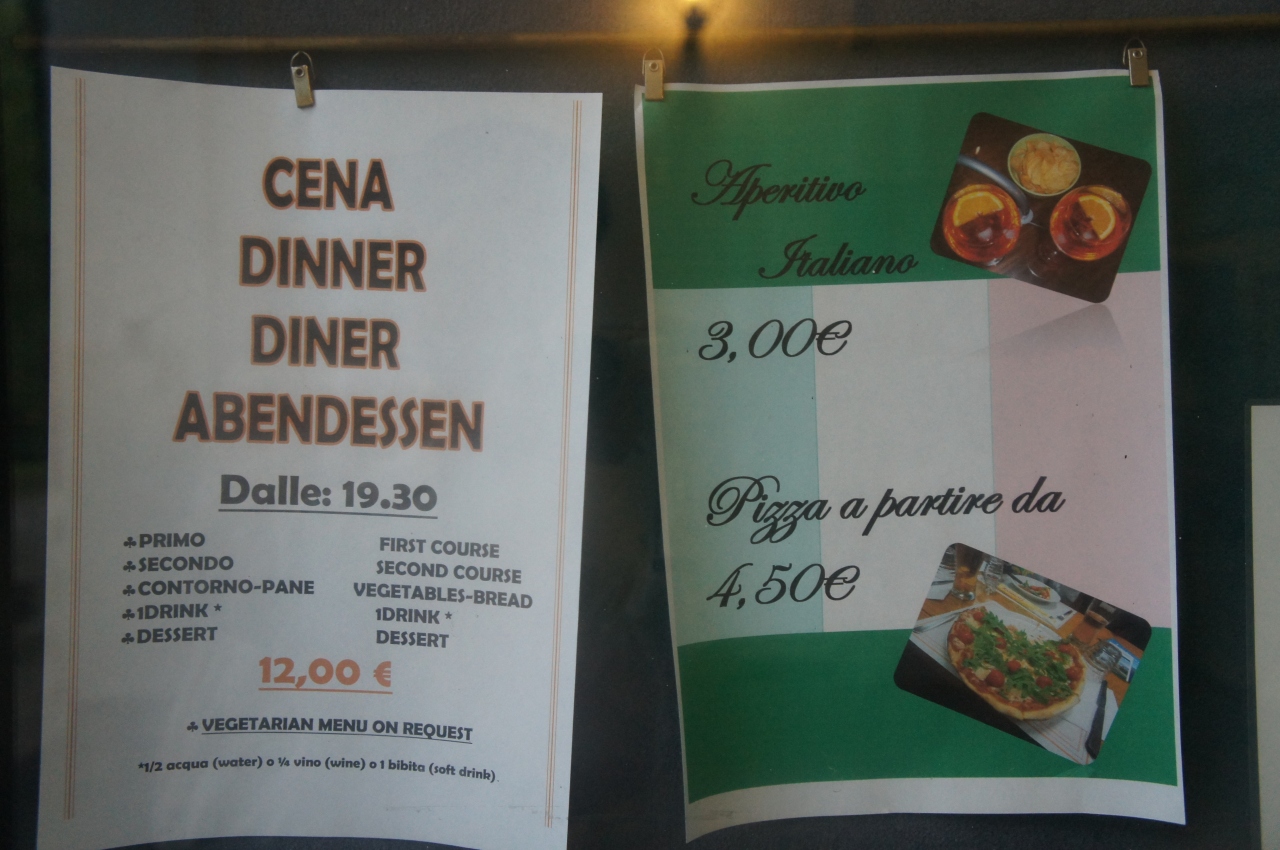 CENA
DINNER
DINER
ABENDESSEN
Dalle: 19.30
♣PRIMO FIRST COURSE
♣SECONDO SECOND COURSE
♣CONTORNO-PANE VEGETABLES-BREAD
♣1DRINK * 1DRINK *
♣DESSERT DESSERT
12,00 €
♣ VEGETARIAN MENU ON REQUEST
*1/2 acqua (water) o ¼ vino (wine) o 1 bibita (soft drink)
Aperitivo
Italiano
3,00€
Pizza a partire da
4,50€